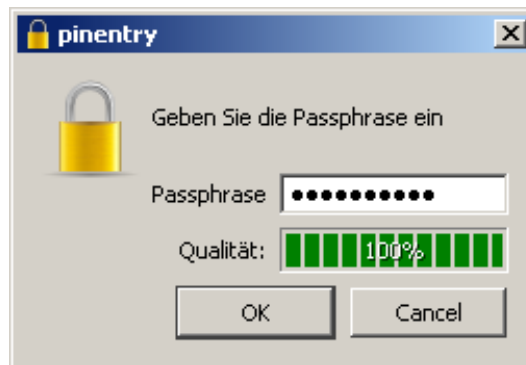 pinentry
Geben Sie die Passphrase ein
Passphrase ●●●●●●●●●●
Qualität: 100%
OK Cancel